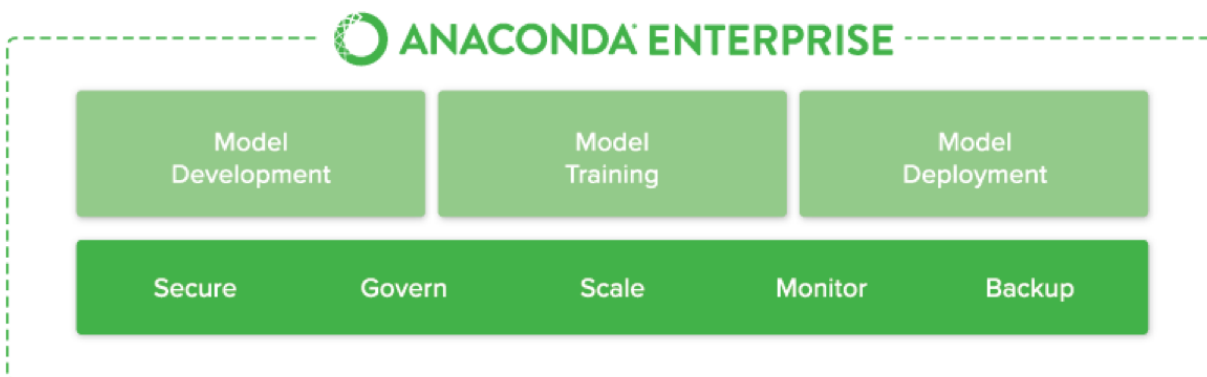 ANACONDA ENTERPRISE
Model
Development
Model
Training
Model
Deployment
Secure Govern Scale Monitor Backup